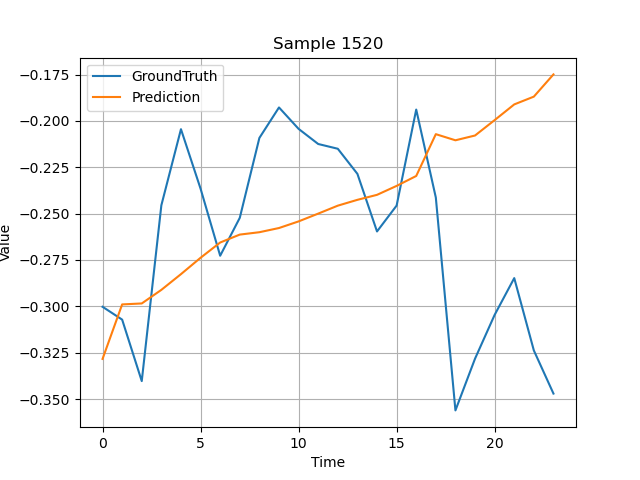 Sample 1520
GroundTruth
Prediction
−0.175
−0.200
−0.225
−0.250
−0.275
−0.300
−0.325
−0.350
Value
0 5 10 15 20
Time